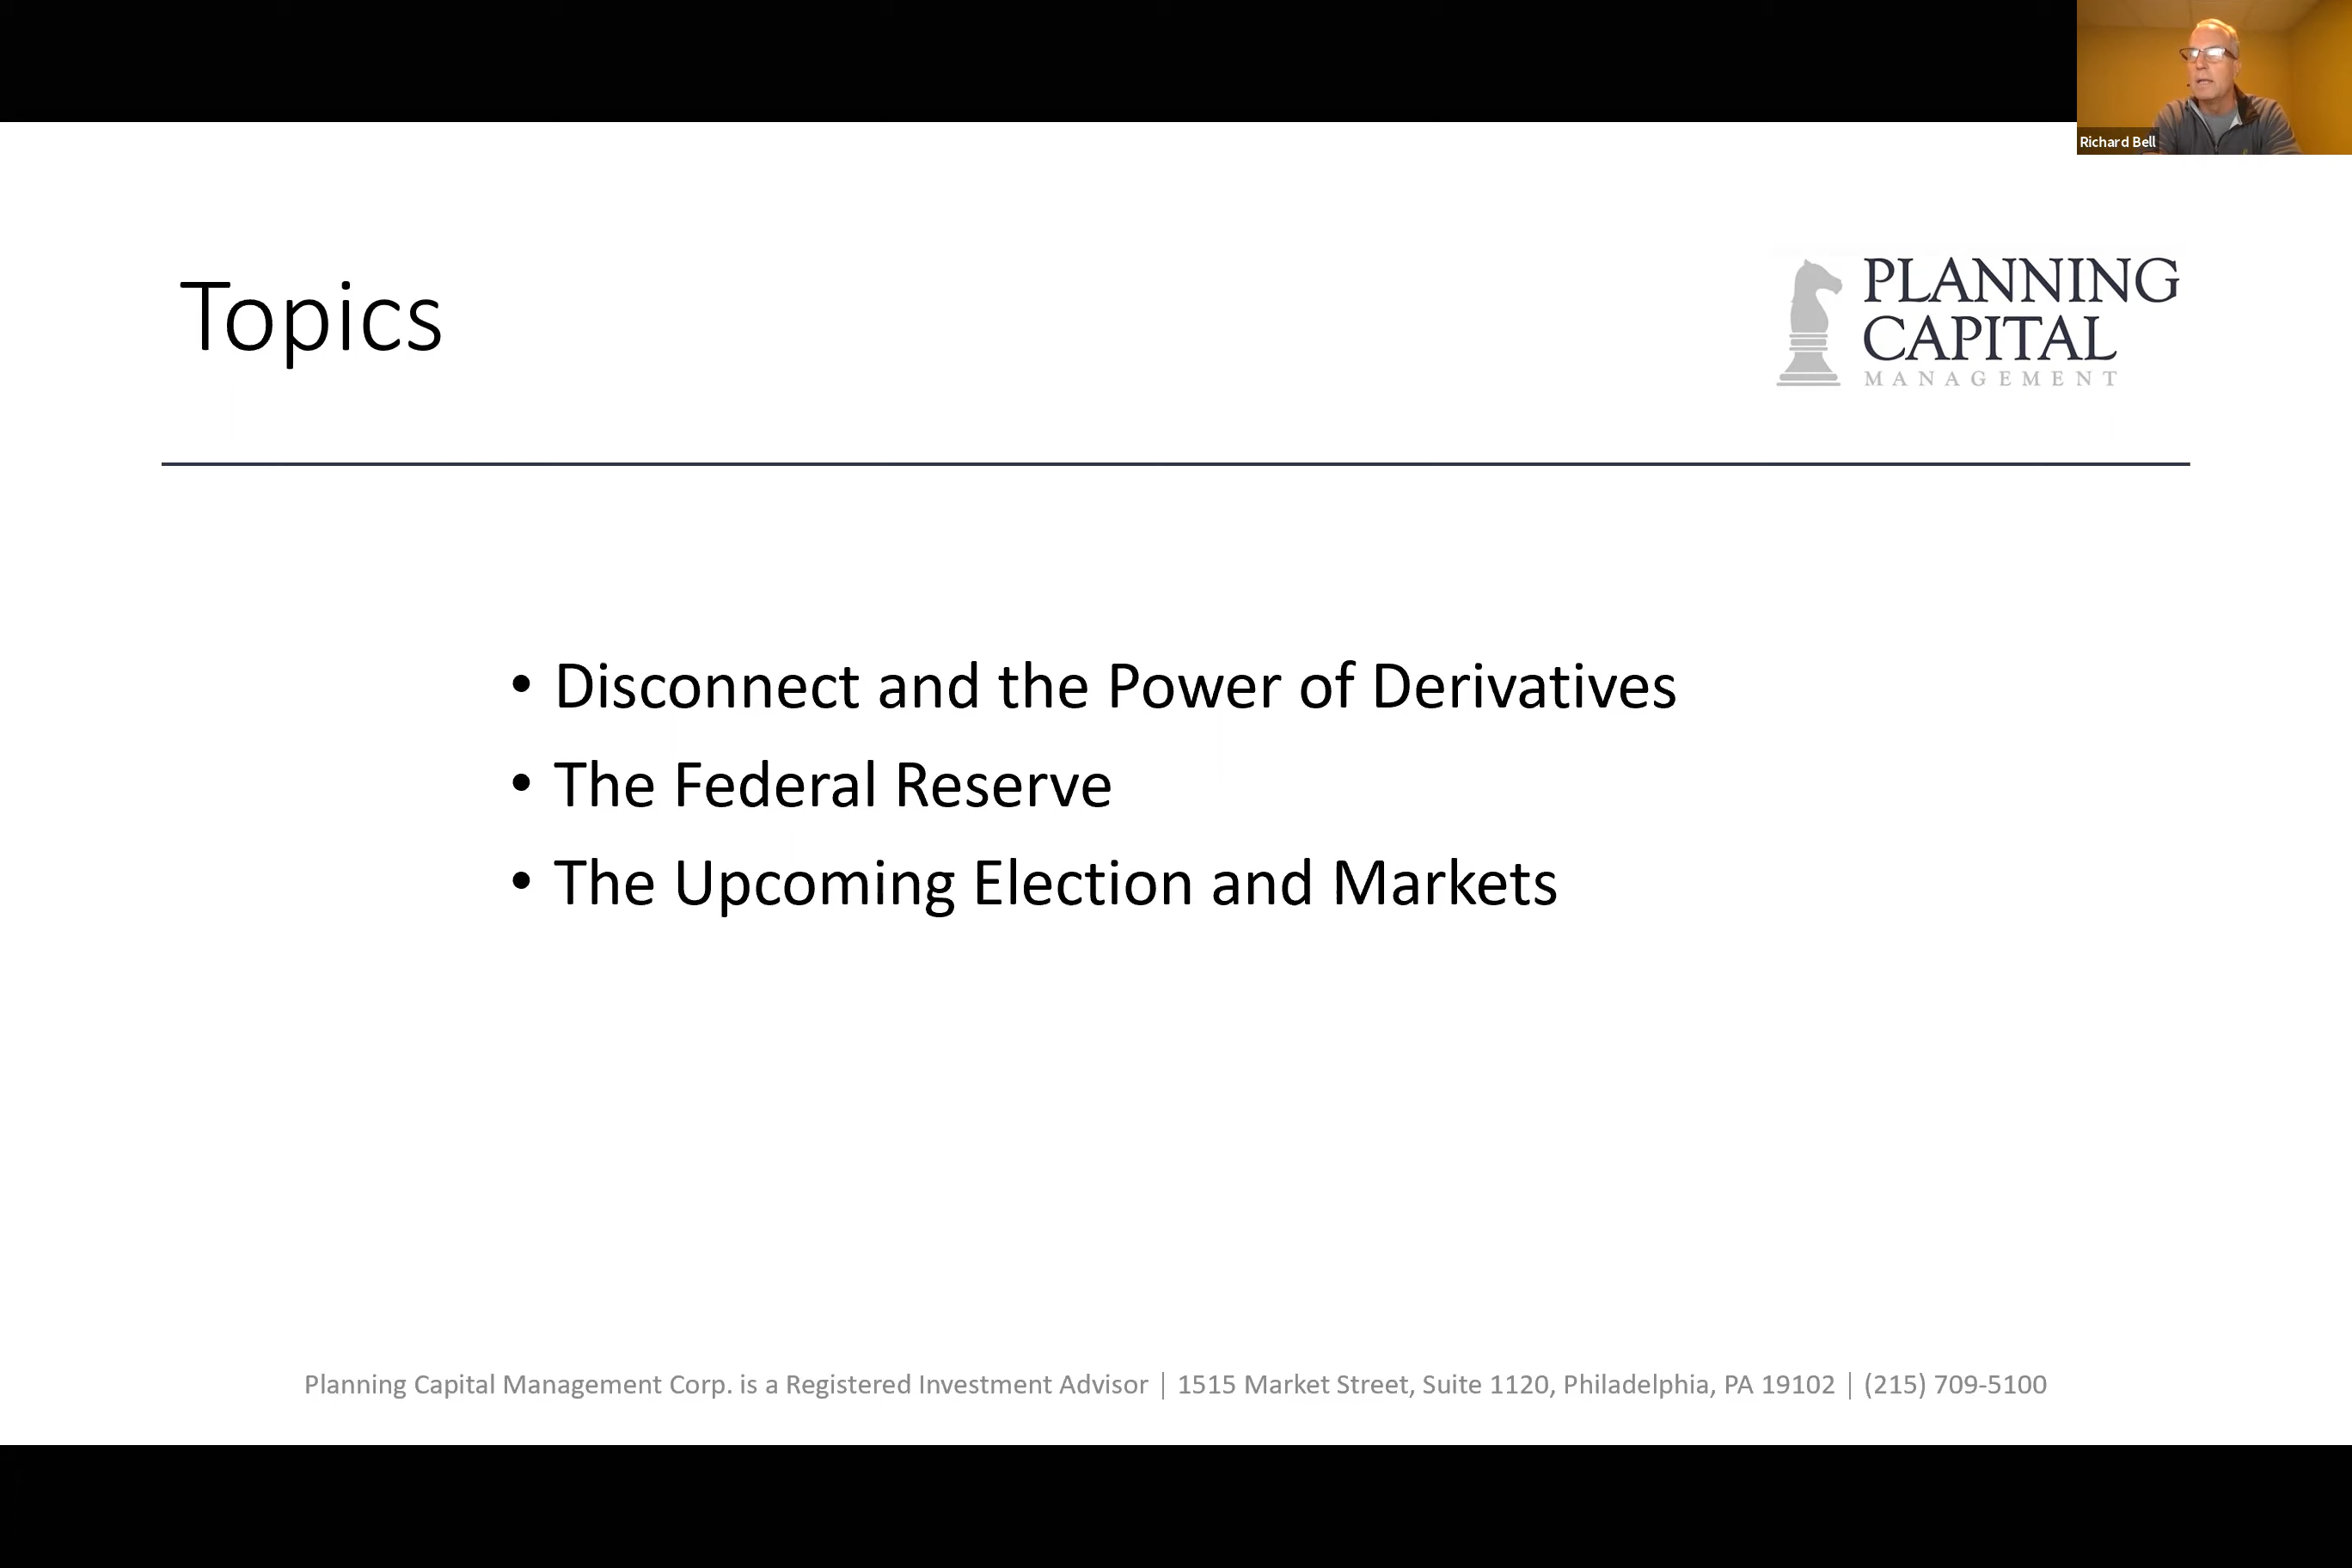 Richard Bell
Topics
PLANNING
CAPITAL
MANAGEMENT
• Disconnect and the Power of Derivatives
• The Federal Reserve
• The Upcoming Election and Markets
Planning Capital Management Corp. is a Registered Investment Advisor | 1515 Market Street, Suite 1120, Philadelphia, PA 19102 | (215) 709-5100